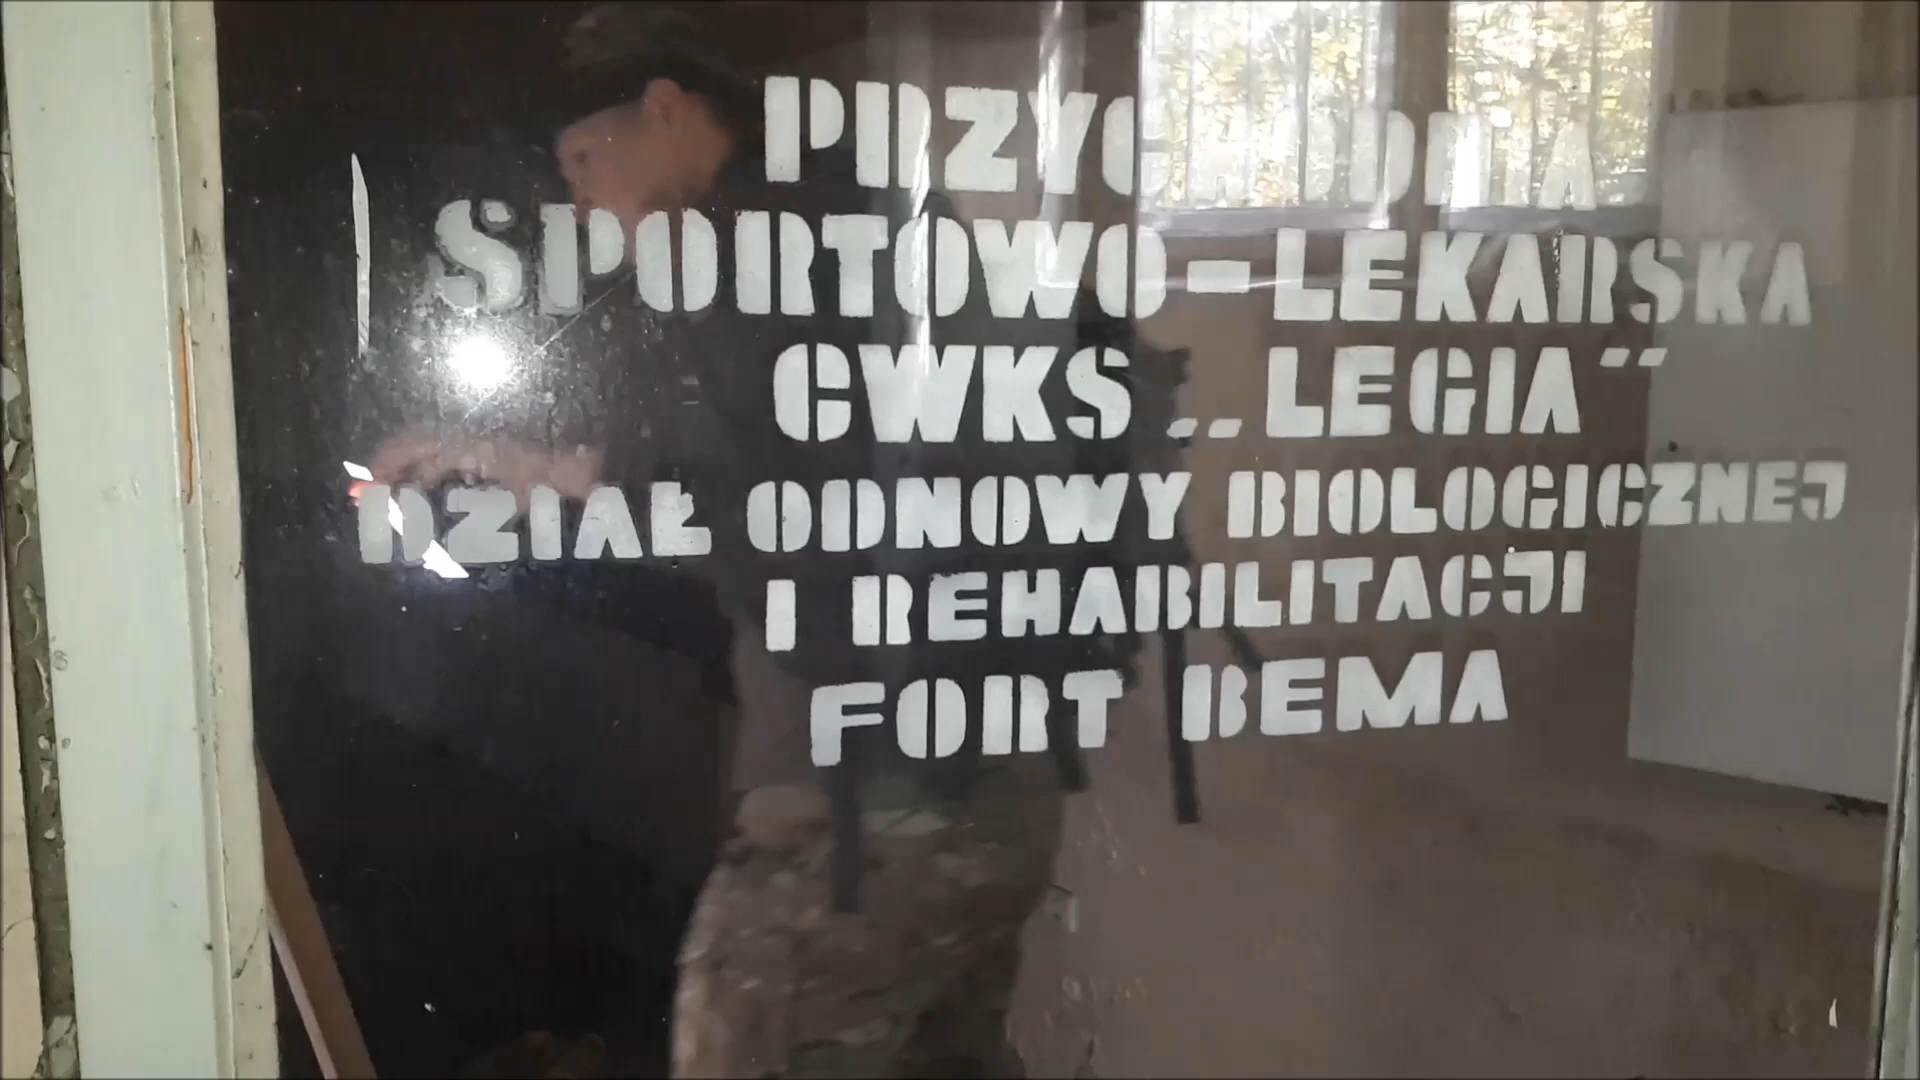 PRZYCHODNIA
SPORTOWO-LEKARSKA
CWKS „LEGIA”
DZIAŁ ODNOWY BIOLOGICZNEJ
I REHABILITACJI
FORT BEMA